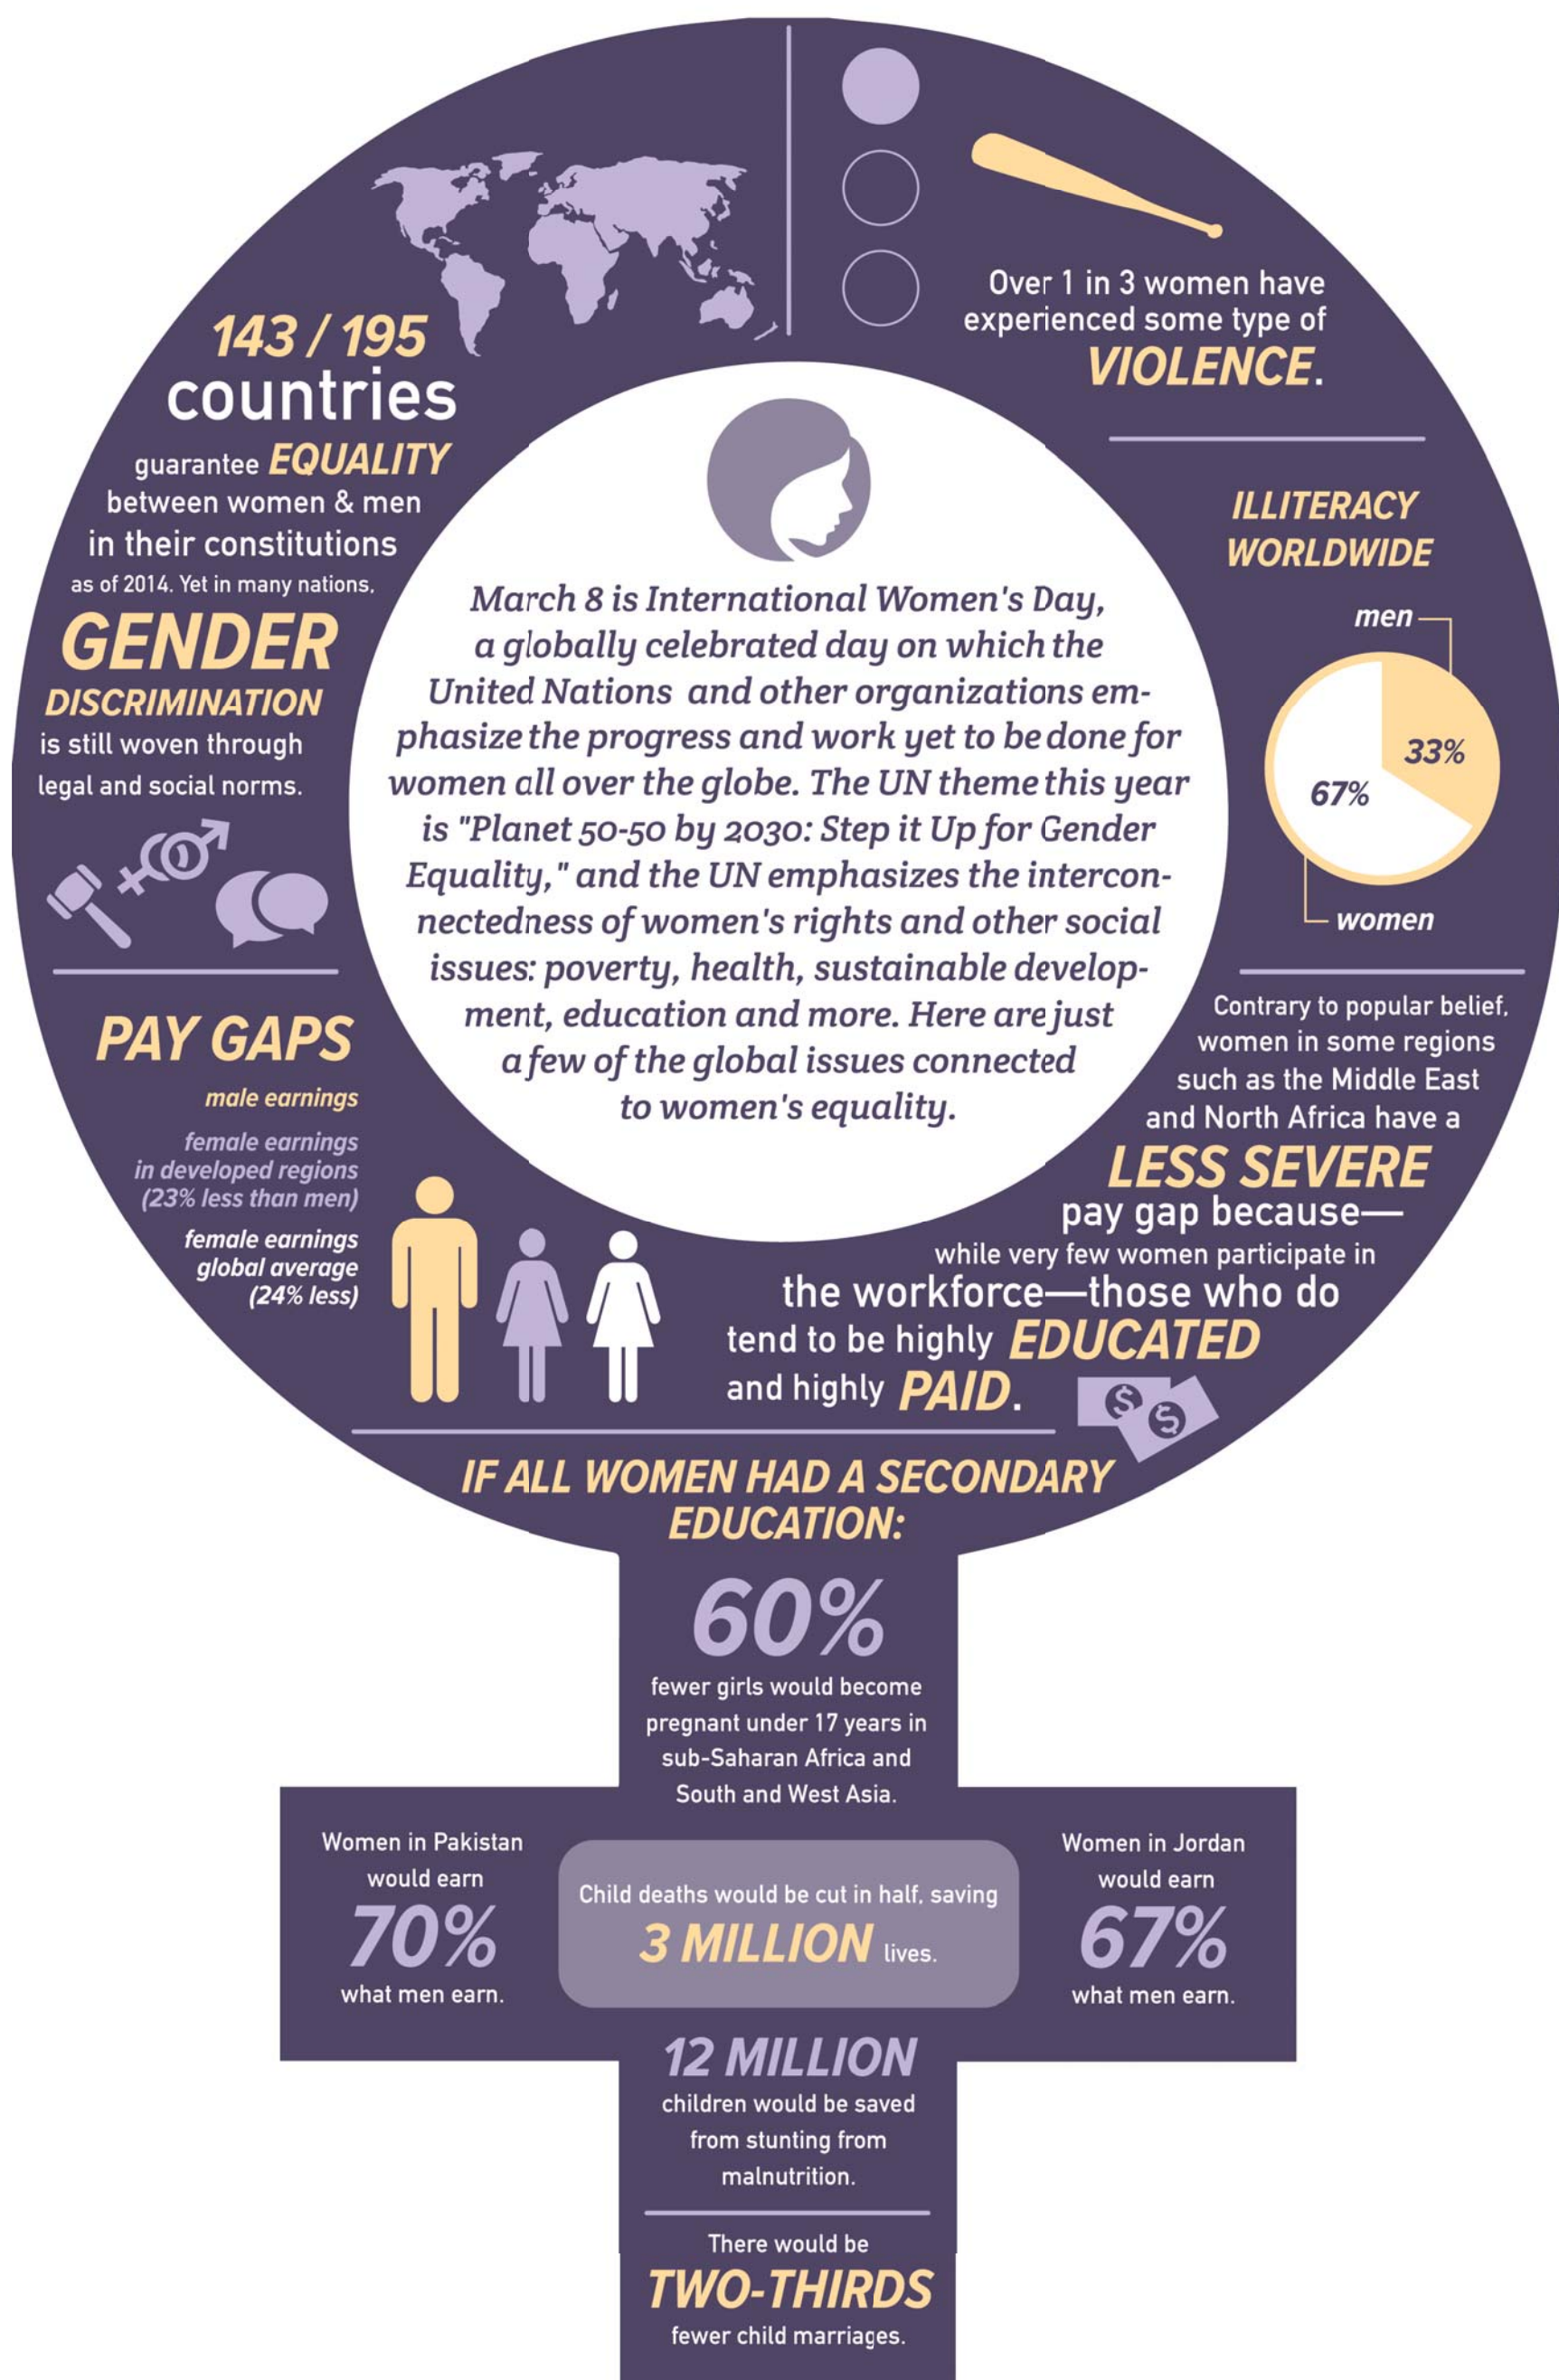 143 / 195
countries
guarantee EQUALITY
between women & men
in their constitutions
as of 2014. Yet in many nations,
GENDER
DISCRIMINATION
is still woven through
legal and social norms.
Over 1 in 3 women have
experienced some type of
VIOLENCE.
ILLITERACY
WORLDWIDE
men
33%
67%
women
March 8 is International Women's Day,
a globally celebrated day on which the
United Nations and other organizations em-
phasize the progress and work yet to be done for
women all over the globe. The UN theme this year
is "Planet 50-50 by 2030: Step it Up for Gender
Equality," and the UN emphasizes the intercon-
nectedness of women's rights and other social
issues: poverty, health, sustainable develop-
ment, education and more. Here are just
a few of the global issues connected
to women's equality.
PAY GAPS
male earnings
female earnings
in developed regions
(23% less than men)
female earnings
global average
(24% less)
Contrary to popular belief,
women in some regions
such as the Middle East
and North Africa have a
LESS SEVERE
pay gap because—
while very few women participate in
the workforce—those who do
tend to be highly EDUCATED
and highly PAID.
$
$
IF ALL WOMEN HAD A SECONDARY
EDUCATION:
60%
fewer girls would become
pregnant under 17 years in
sub-Saharan Africa and
South and West Asia.
Women in Pakistan
would earn
70%
what men earn.
Child deaths would be cut in half, saving
3 MILLION lives.
Women in Jordan
would earn
67%
what men earn.
12 MILLION
children would be saved
from stunting from
malnutrition.
There would be
TWO-THIRDS
fewer child marriages.